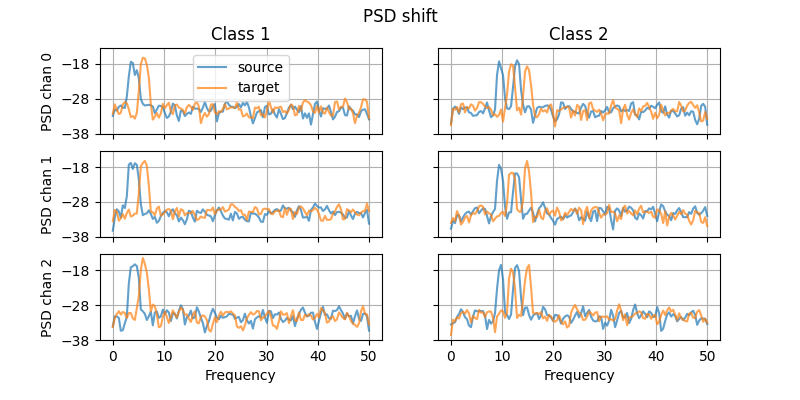 PSD shift
Class 1
Class 2
PSD chan 0
−18
−28
−38
source
target
PSD chan 1
−18
−28
−38
PSD chan 2
−18
−28
−38
0 10 20 30 40 50
0 10 20 30 40 50
Frequency
Frequency